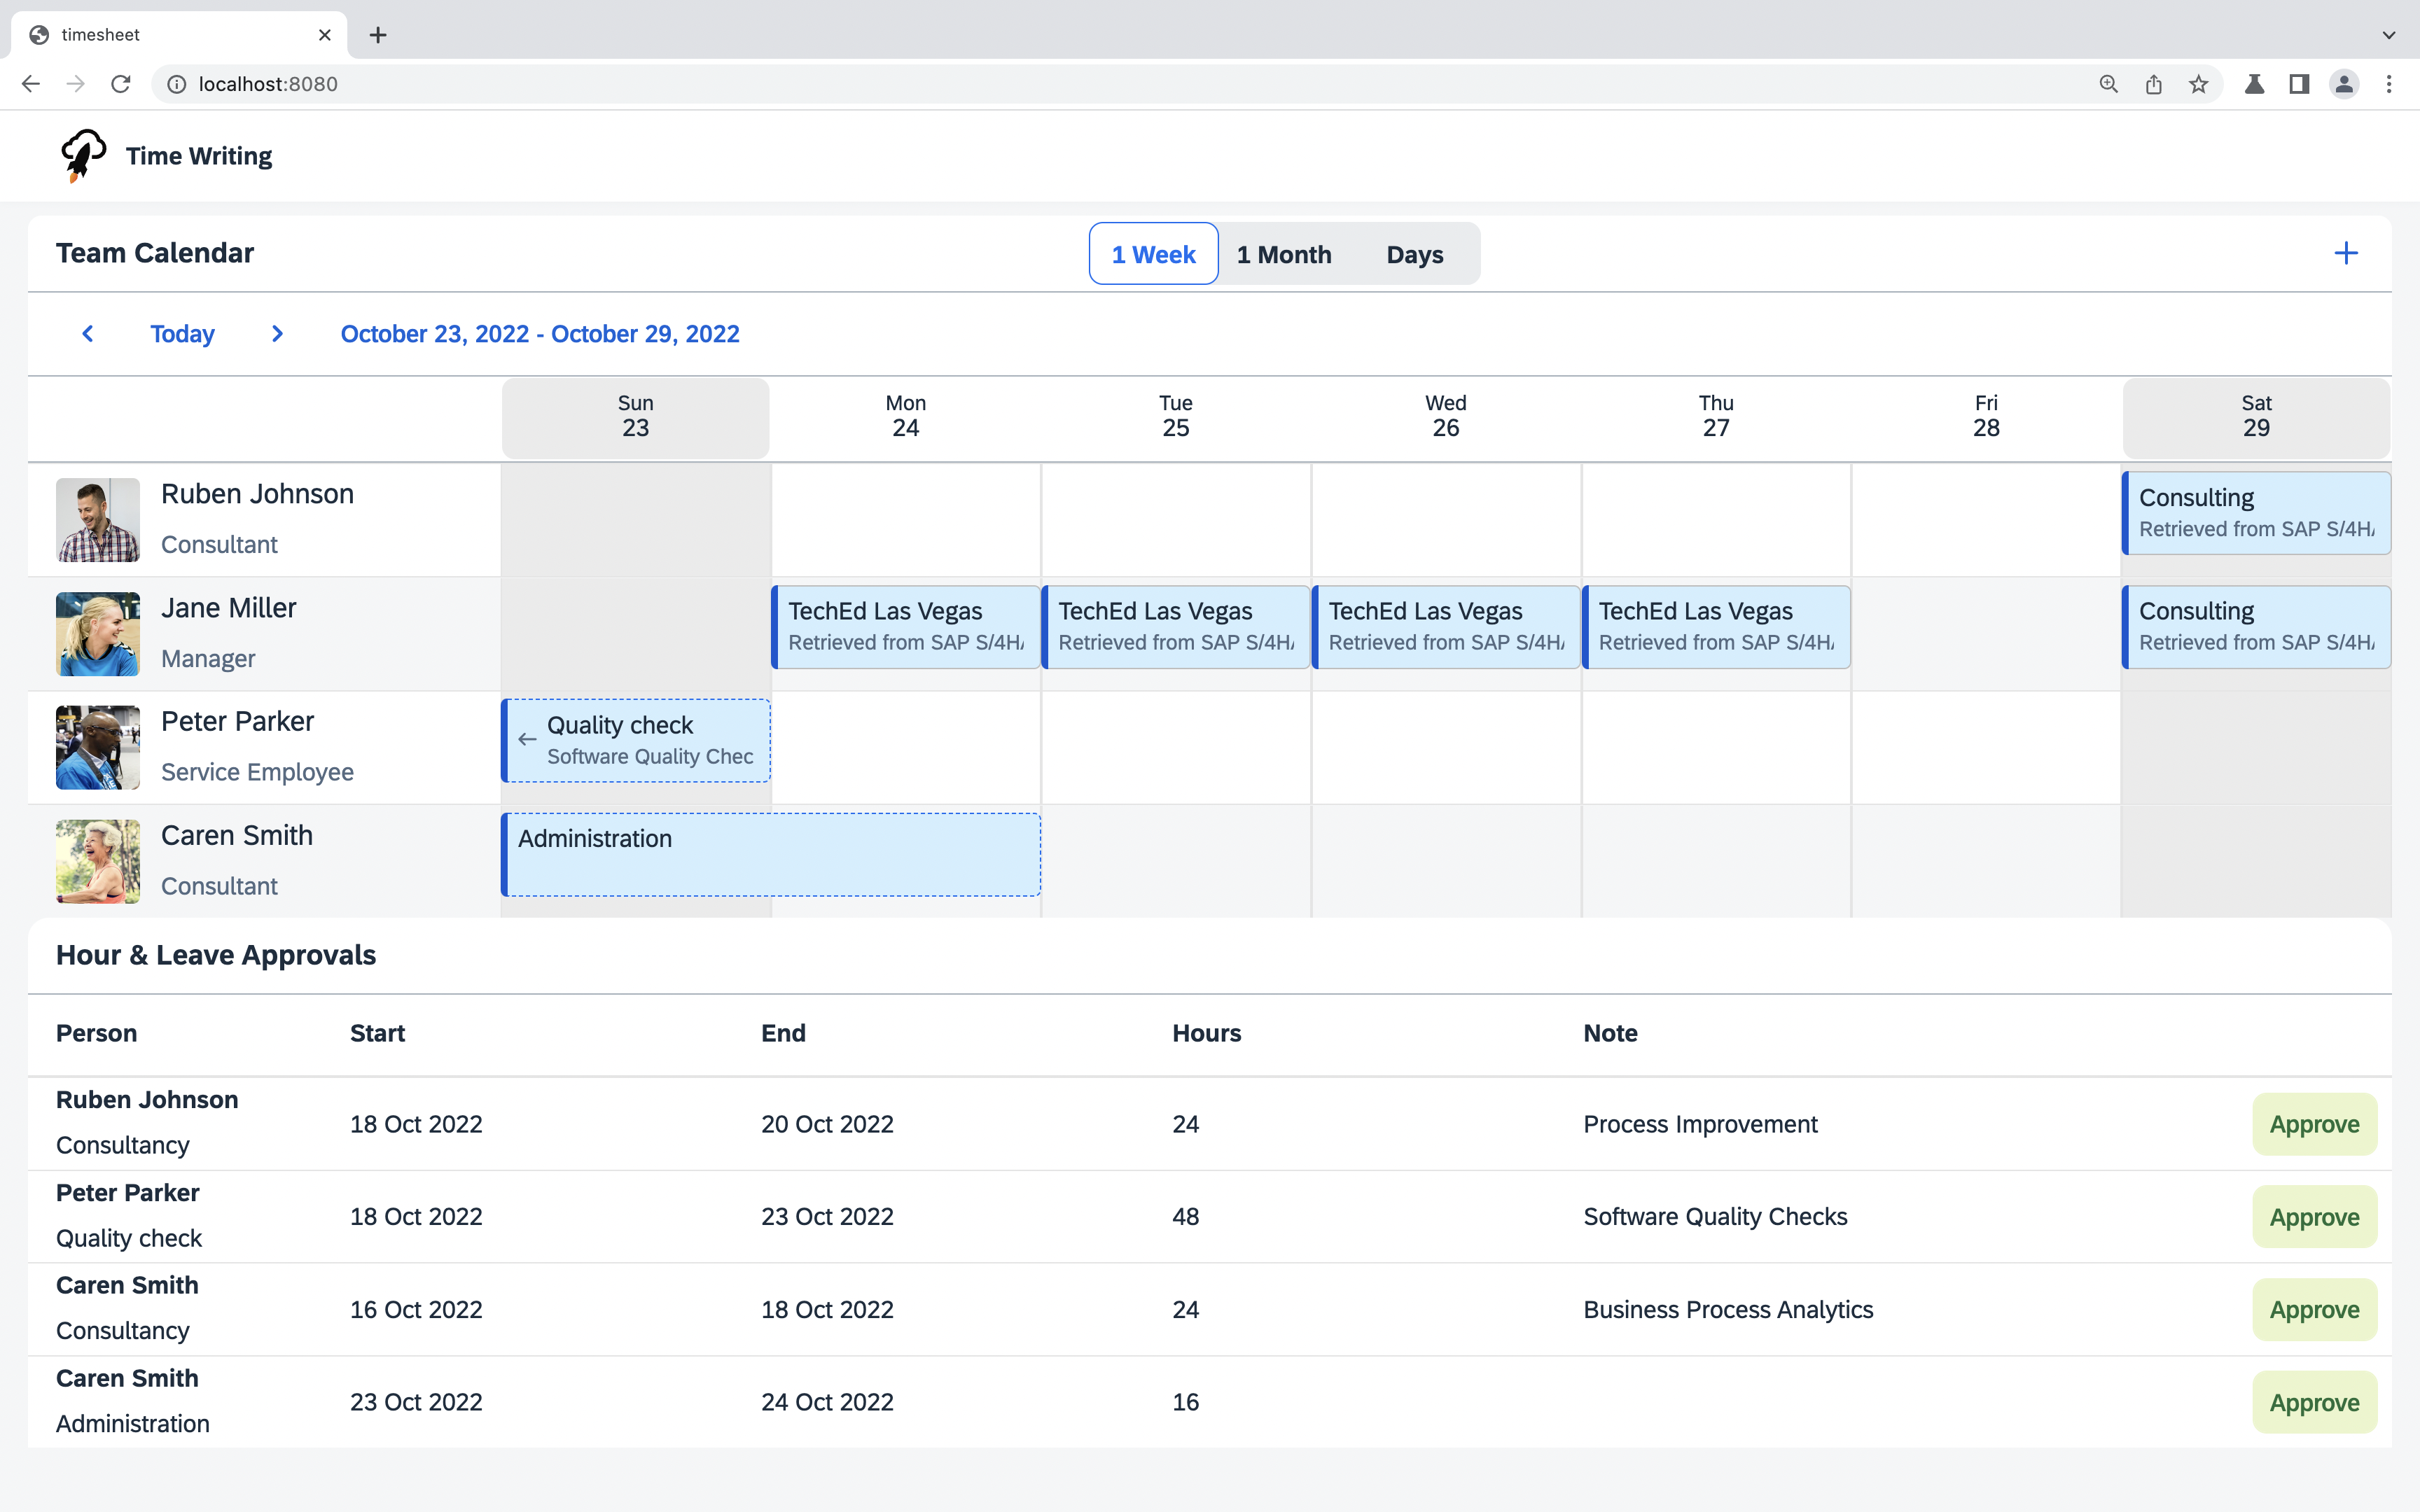 timesheet
localhost:8080
Time Writing
Team Calendar
1 Week 1 Month Days
Today October 23, 2022 - October 29, 2022
Sun Mon Tue Wed Thu Fri Sat
23 24 25 26 27 28 29
Ruben Johnson
Consultant
Consulting
Retrieved from SAP S/4H
Jane Miller
Manager
TechEd Las Vegas TechEd Las Vegas TechEd Las Vegas TechEd Las Vegas Consulting
Retrieved from SAP S/4H Retrieved from SAP S/4H Retrieved from SAP S/4H Retrieved from SAP S/4H Retrieved from SAP S/4H
Peter Parker
Service Employee
Quality check
Software Quality Chec
Caren Smith
Consultant
Administration
Hour & Leave Approvals
Person Start End Hours Note
Ruben Johnson
Consultancy
18 Oct 2022 20 Oct 2022 24 Process Improvement Approve
Peter Parker
Quality check
18 Oct 2022 23 Oct 2022 48 Software Quality Checks Approve
Caren Smith
Consultancy
16 Oct 2022 18 Oct 2022 24 Business Process Analytics Approve
Caren Smith
Administration
23 Oct 2022 24 Oct 2022 16 Approve